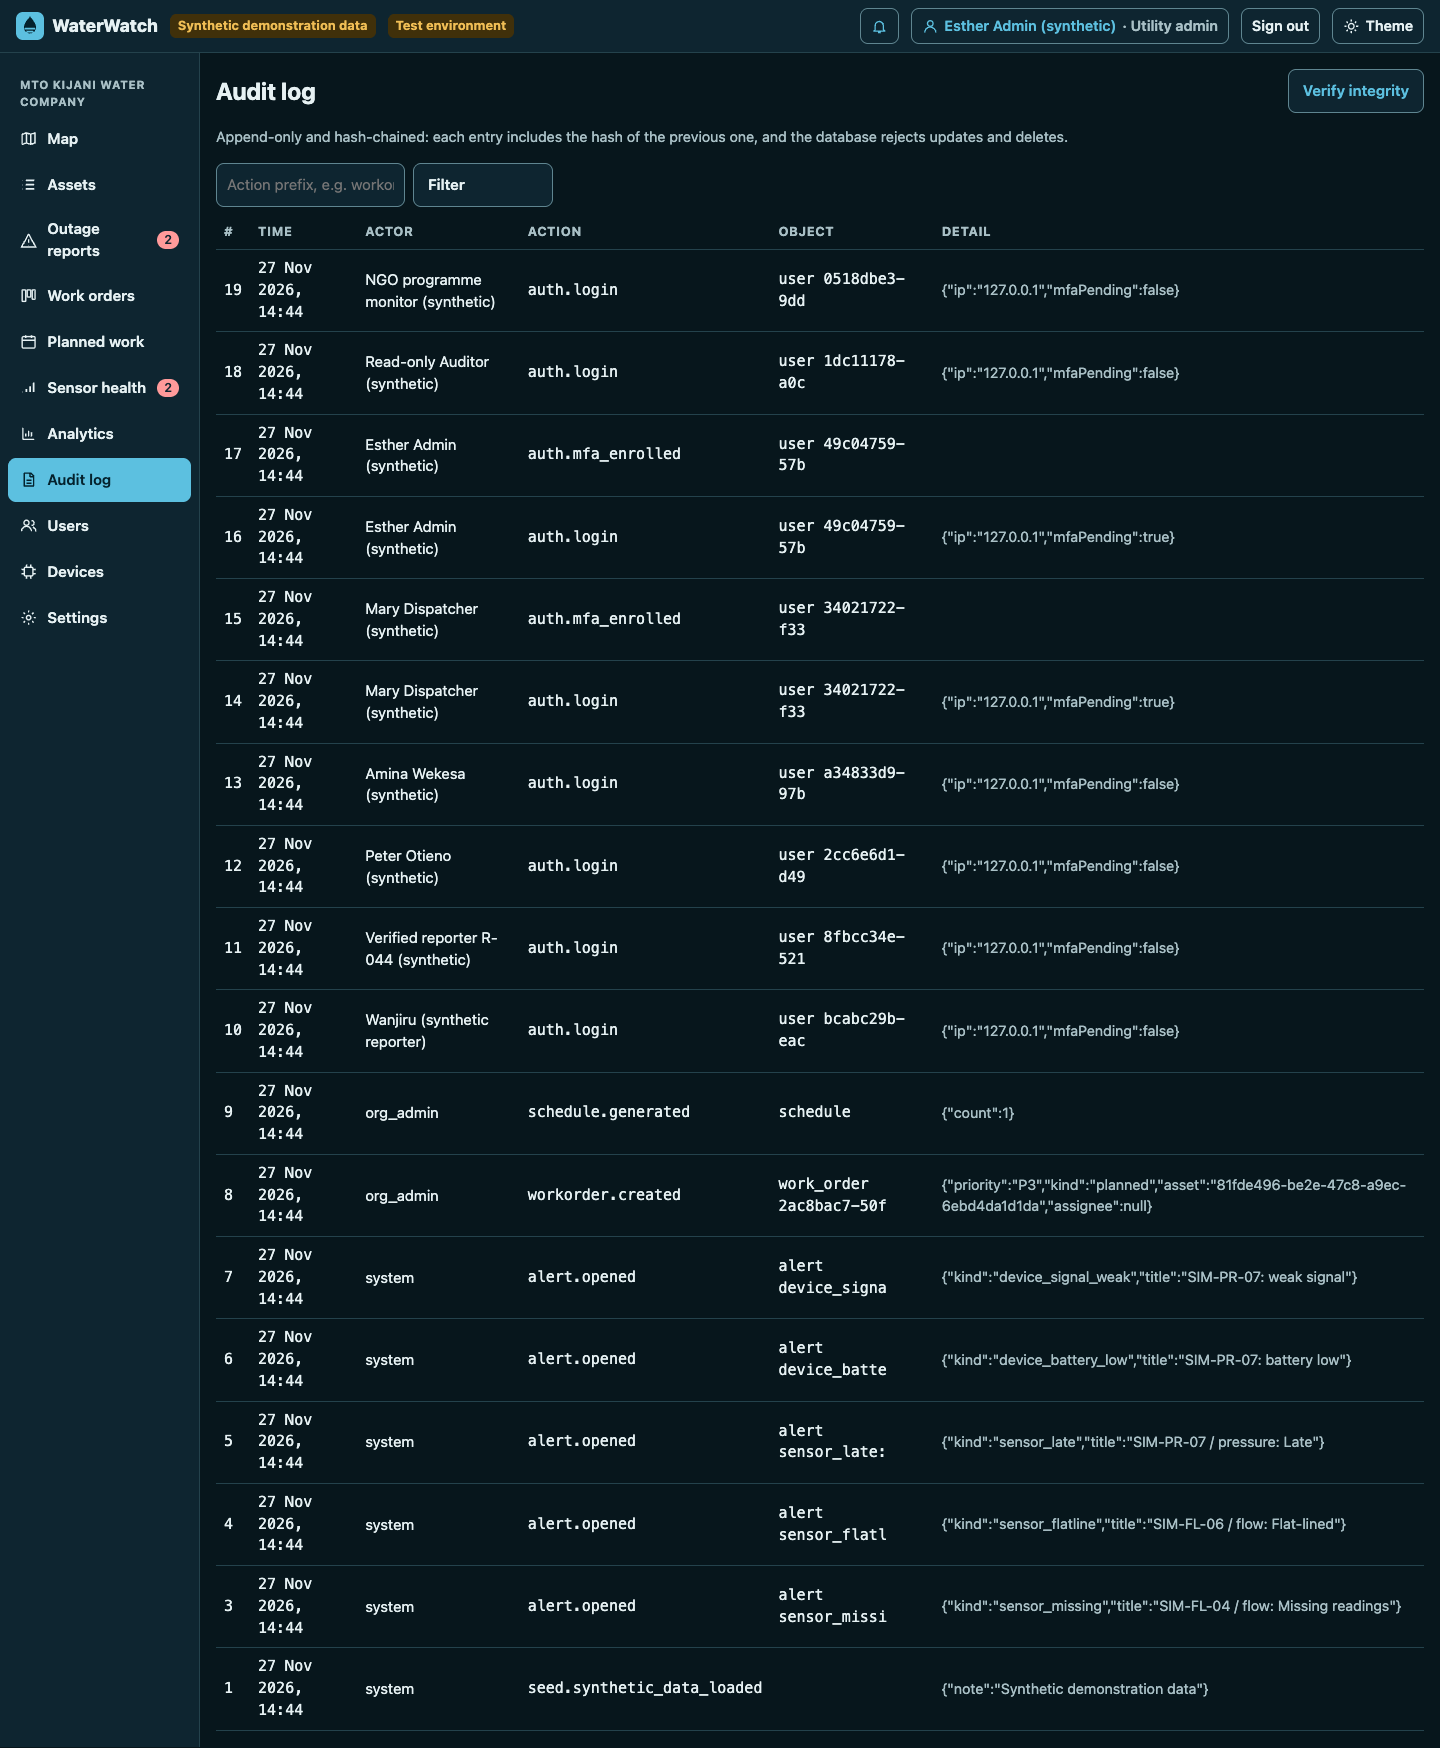 WaterWatch
Synthetic demonstration data
Test environment
Esther Admin (synthetic) · Utility admin
Sign out
Theme
MTO KIJANI WATER
COMPANY
Map
Assets
Outage
reports
2
Work orders
Planned work
Sensor health 2
Analytics
Audit log
Users
Devices
Settings
Audit log
Verify integrity
Append-only and hash-chained: each entry includes the hash of the previous one, and the database rejects updates and deletes.
Action prefix, e.g. workor
Filter
# TIME ACTOR ACTION OBJECT DETAIL
19 27 Nov 2026, 14:44 NGO programme monitor (synthetic) auth.login user 0518dbe3-9dd {"ip":"127.0.0.1","mfaPending":false}
18 27 Nov 2026, 14:44 Read-only Auditor (synthetic) auth.login user 1dc11178-a0c {"ip":"127.0.0.1","mfaPending":false}
17 27 Nov 2026, 14:44 Esther Admin (synthetic) auth.mfa_enrolled user 49c04759-57b
16 27 Nov 2026, 14:44 Esther Admin (synthetic) auth.login user 49c04759-57b {"ip":"127.0.0.1","mfaPending":true}
15 27 Nov 2026, 14:44 Mary Dispatcher (synthetic) auth.mfa_enrolled user 34021722-f33
14 27 Nov 2026, 14:44 Mary Dispatcher (synthetic) auth.login user 34021722-f33 {"ip":"127.0.0.1","mfaPending":true}
13 27 Nov 2026, 14:44 Amina Wekesa (synthetic) auth.login user a34833d9-97b {"ip":"127.0.0.1","mfaPending":false}
12 27 Nov 2026, 14:44 Peter Otieno (synthetic) auth.login user 2cc6e6d1-d49 {"ip":"127.0.0.1","mfaPending":false}
11 27 Nov 2026, 14:44 Verified reporter R-044 (synthetic) auth.login user 8fbcc34e-521 {"ip":"127.0.0.1","mfaPending":false}
10 27 Nov 2026, 14:44 Wanjiru (synthetic reporter) auth.login user bcabc29b-eac {"ip":"127.0.0.1","mfaPending":false}
9 27 Nov 2026, 14:44 org_admin schedule.generated schedule {"count":1}
8 27 Nov 2026, 14:44 org_admin workorder.created work_order 2ac8bac7-50f {"priority":"P3","kind":"planned","asset":"81fde496-be2e-47c8-a9ec-6ebd4da1d1da","assignee":null}
7 27 Nov 2026, 14:44 system alert.opened alert device_signa {"kind":"device_signal_weak","title":"SIM-PR-07: weak signal"}
6 27 Nov 2026, 14:44 system alert.opened alert device_batte {"kind":"device_battery_low","title":"SIM-PR-07: battery low"}
5 27 Nov 2026, 14:44 system alert.opened alert sensor_late: {"kind":"sensor_late","title":"SIM-PR-07 / pressure: Late"}
4 27 Nov 2026, 14:44 system alert.opened alert sensor_flatl {"kind":"sensor_flatline","title":"SIM-FL-06 / flow: Flat-lined"}
3 27 Nov 2026, 14:44 system alert.opened alert sensor_missi {"kind":"sensor_missing","title":"SIM-FL-04 / flow: Missing readings"}
1 27 Nov 2026, 14:44 system seed.synthetic_data_loaded {"note":"Synthetic demonstration data"}